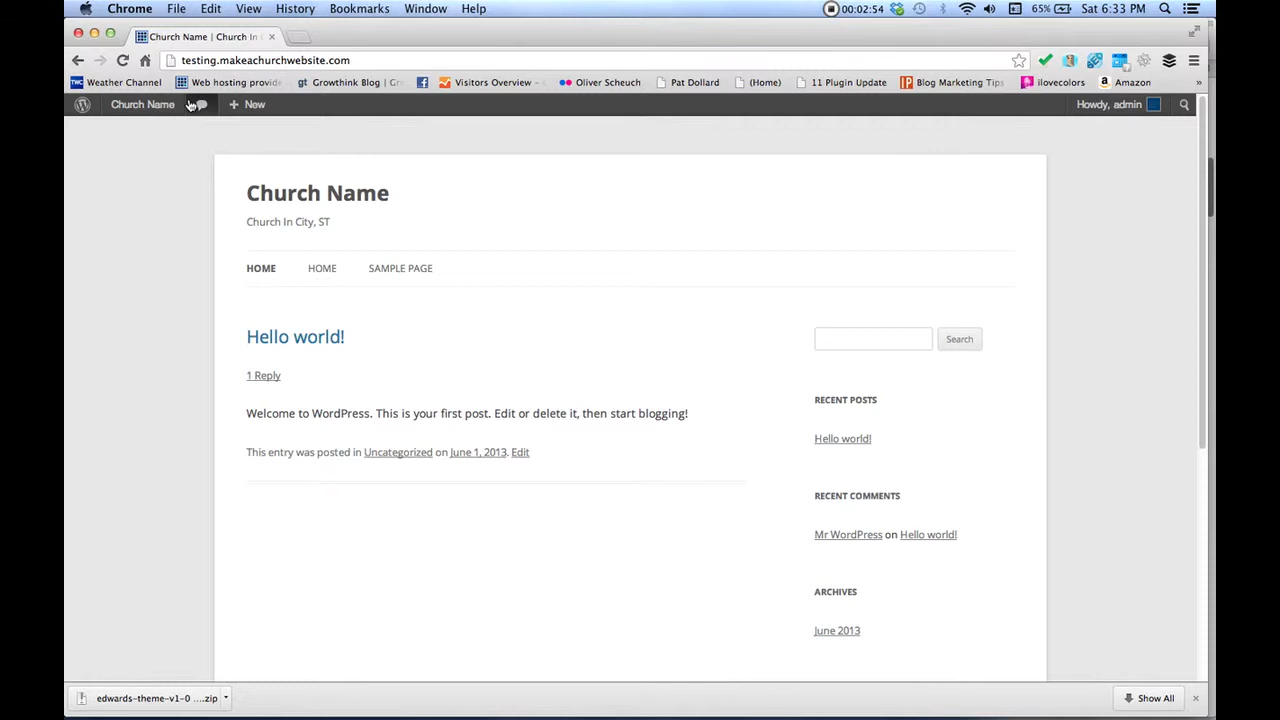 Chrome File Edit View History Bookmarks Window Help 00:02:54 65% Sat 6:33 PM
Church Name | Church In
testing.makeachurchwebsite.com
Weather Channel Web hosting provide Growthink Blog | Gr Visitors Overview - Oliver Scheuch Pat Dollard (Home) 11 Plugin Update Blog Marketing Tips ilovecolors Amazon
Church Name + New Howdy, admin
Church Name
Church In City, ST
HOME HOME SAMPLE PAGE
Hello world!
Search
1 Reply
RECENT POSTS
Welcome to WordPress. This is your first post. Edit or delete it, then start blogging!
Hello world!
This entry was posted in Uncategorized on June 1, 2013. Edit
RECENT COMMENTS
Mr WordPress on Hello world!
ARCHIVES
June 2013
edwards-theme-v1-0 ....zip Show All